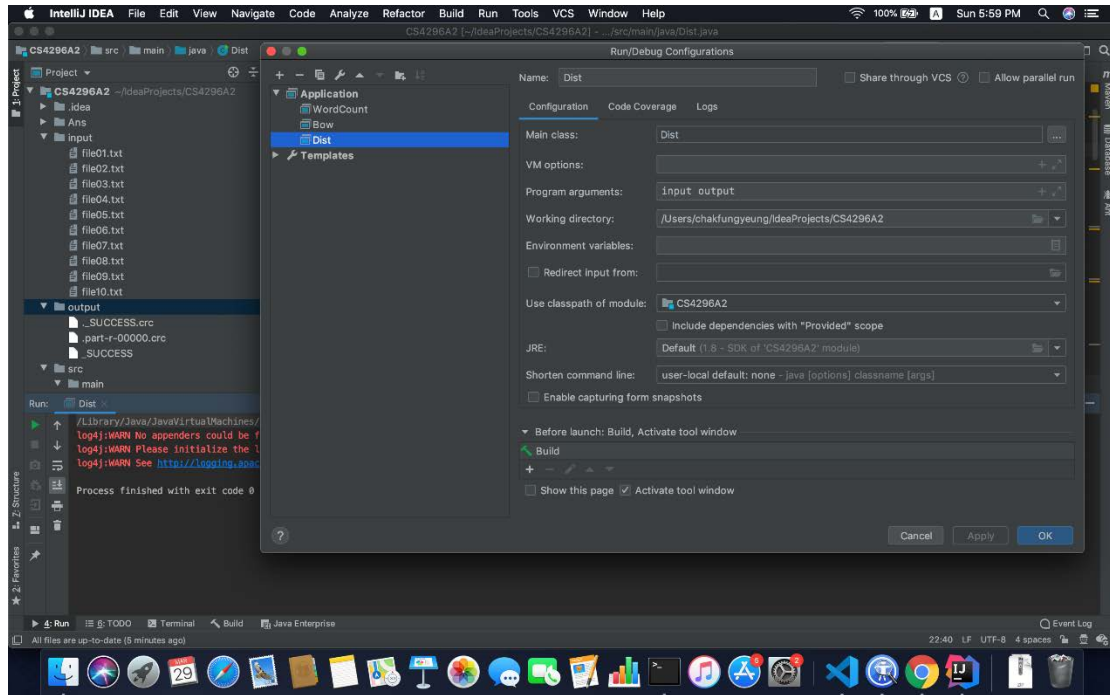 IntelliJ IDEA File Edit View Navigate Code Analyze Refactor Build Run Tools VCS Window Help 100% A Sun 5:59 PM
CS4296A2 [~/IdeaProjects/CS4296A2] - .../src/main/java/Dist.java
CS4296A2 src main java Dist
Run/Debug Configurations
1: Project
Project
CS4296A2 ~/IdeaProjects/CS4296A2
.idea
Ans
input
file01.txt
file02.txt
file03.txt
file04.txt
file05.txt
file06.txt
file07.txt
file08.txt
file09.txt
file10.txt
output
._SUCCESS.crc
.part-r-00000.crc
_SUCCESS
src
main
Application
WordCount
Bow
Dist
Templates
Name: Dist
Share through VCS Allow parallel run
Configuration Code Coverage Logs
Main class: Dist ...
VM options:
Program arguments: input output
Working directory: /Users/chakfungyeung/IdeaProjects/CS4296A2
Environment variables:
Redirect input from:
Use classpath of module: CS4296A2
Include dependencies with "Provided" scope
JRE: Default (1.8 - SDK of 'CS4296A2' module)
Shorten command line: user-local default: none - java [options] classname [args]
Enable capturing form snapshots
Before launch: Build, Activate tool window
Build
Show this page Activate tool window
? Cancel Apply OK
Maven
Database
Ant
Run: Dist
/Library/Java/JavaVirtualMachines/
log4j:WARN No appenders could be f
log4j:WARN Please initialize the l
log4j:WARN See http://logging.apac
Process finished with exit code 0
Z: Structure
2: Favorites
4: Run 6: TODO Terminal Build Java Enterprise Event Log
All files are up-to-date (5 minutes ago) 22:40 LF UTF-8 4 spaces
29